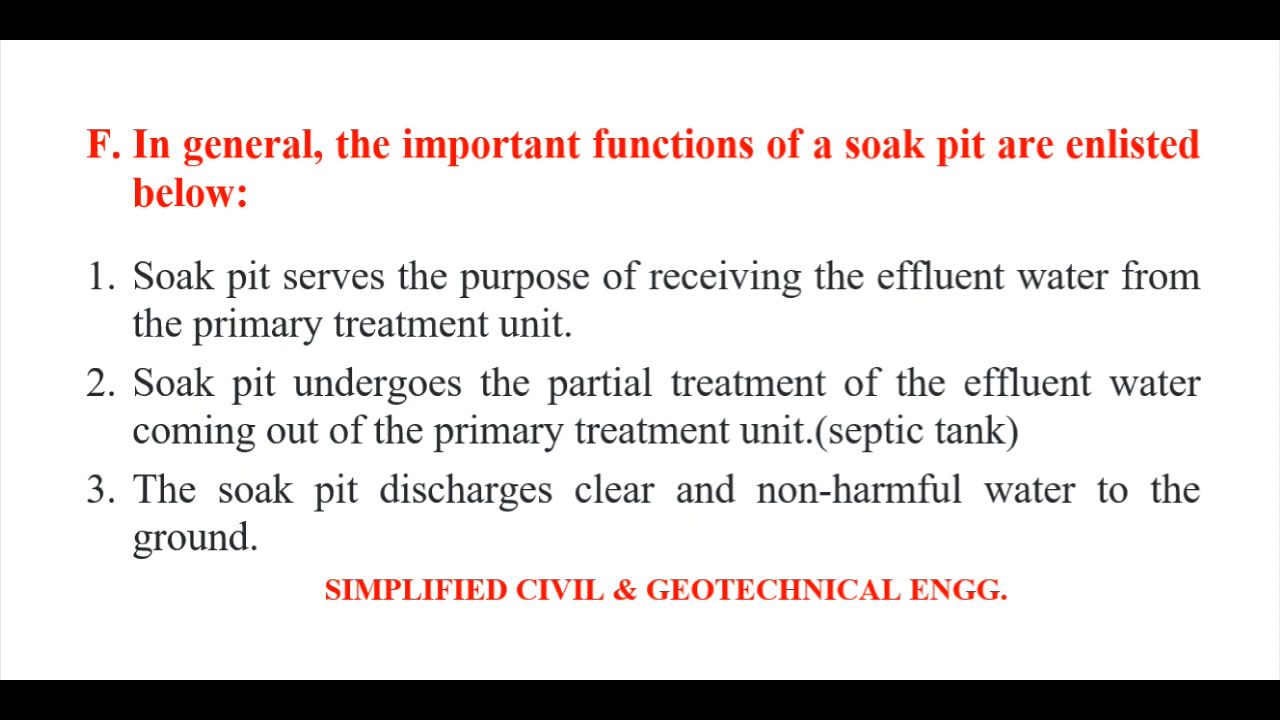 F. In general, the important functions of a soak pit are enlisted
below:
1. Soak pit serves the purpose of receiving the effluent water from
the primary treatment unit.
2. Soak pit undergoes the partial treatment of the effluent water
coming out of the primary treatment unit.(septic tank)
3. The soak pit discharges clear and non-harmful water to the
ground.
SIMPLIFIED CIVIL & GEOTECHNICAL ENGG.